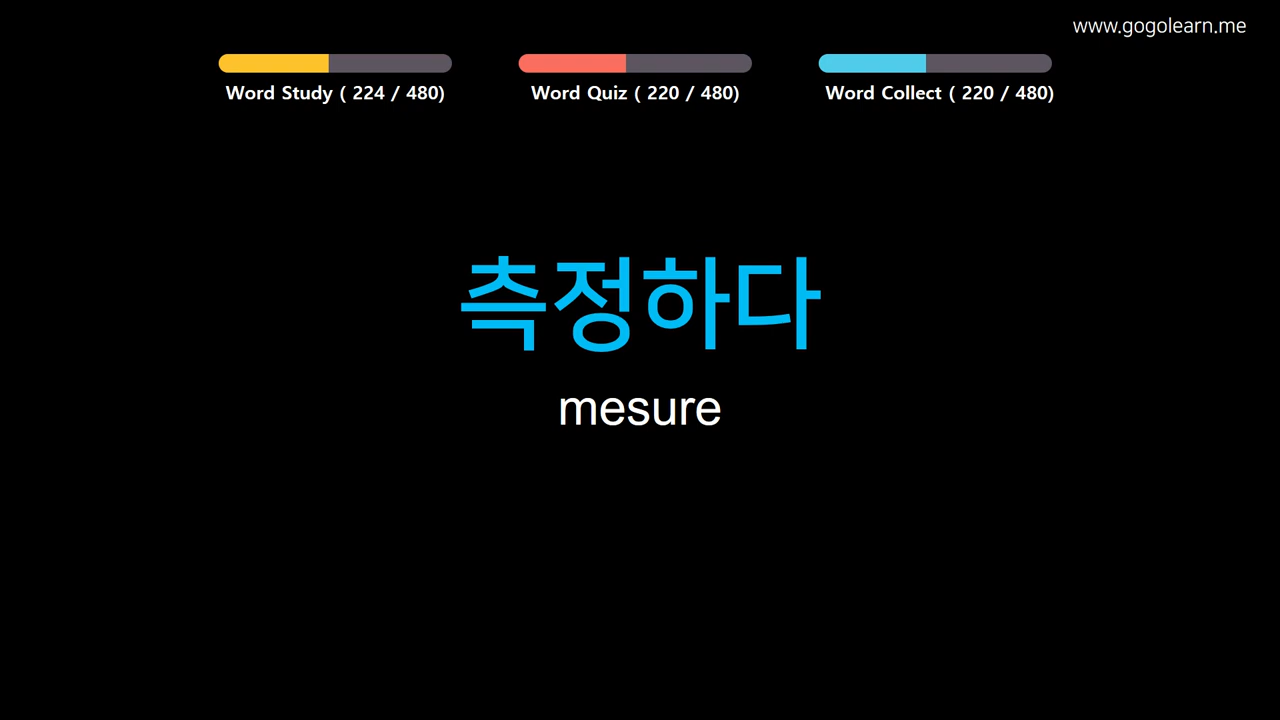 www.gogolearn.me
Word Study ( 224 / 480)
Word Quiz ( 220 / 480)
Word Collect ( 220 / 480)
측정하다
mesure